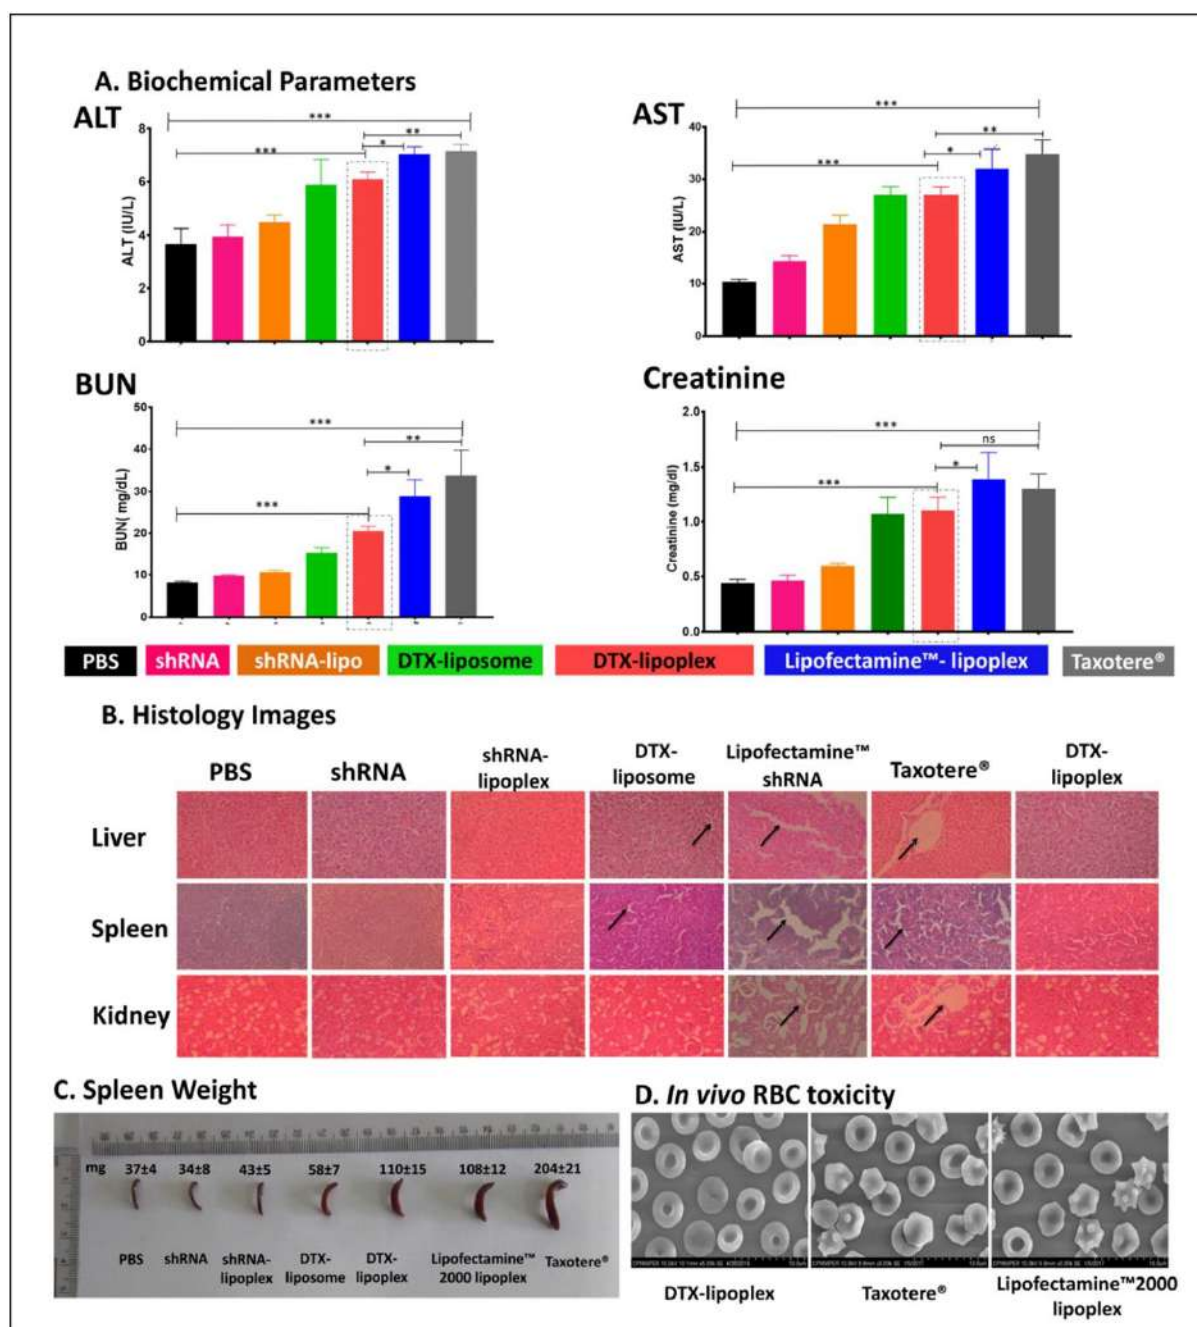 A. Biochemical Parameters
ALT
ALT (IU/L)
8
6
4
2
0
***
***
**
*
AST
AST (IU/L)
40
30
20
10
0
***
***
**
*
BUN
BUN( mg/dL)
50
40
30
20
10
0
***
**
*
***
Creatinine
Creatinine (mg/dl)
2.0
1.5
1.0
0.5
0.0
***
ns
*
***
PBS shRNA shRNA-lipo DTX-liposome DTX-lipoplex Lipofectamine™- lipoplex Taxotere®
B. Histology Images
PBS
shRNA
shRNA-
lipoplex
DTX-
liposome
Lipofectamine™
shRNA
Taxotere®
DTX-
lipoplex
Liver
Spleen
Kidney
C. Spleen Weight
mg 37±4 34±8 43±5 58±7 110±15 108±12 204±21
PBS
shRNA
shRNA-
lipoplex
DTX-
liposome
DTX-
lipoplex
Lipofectamine™
2000 lipoplex
Taxotere®
D. In vivo RBC toxicity
DTX-lipoplex
Taxotere®
Lipofectamine™2000
lipoplex